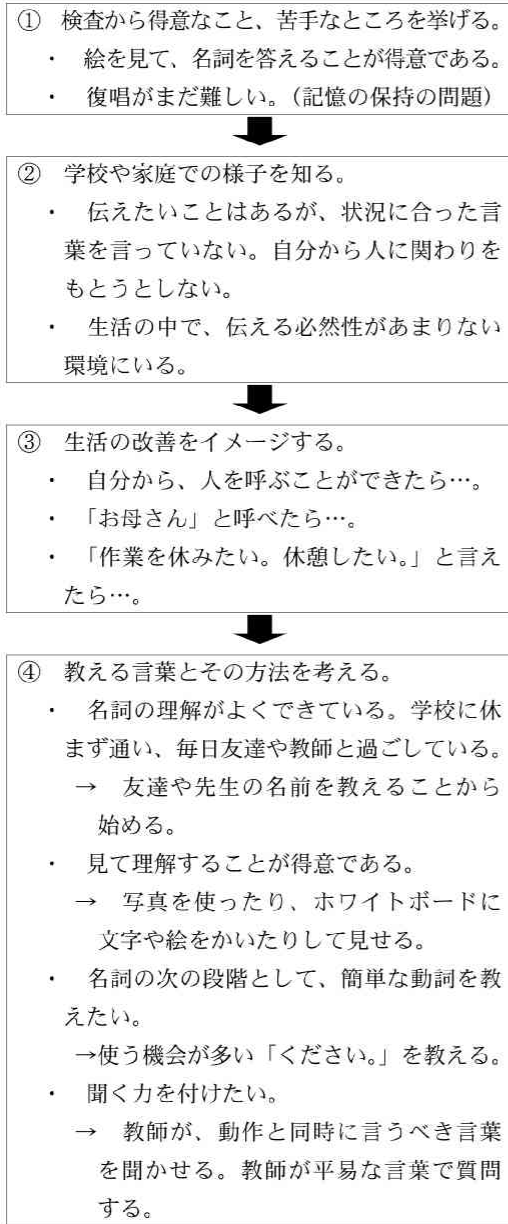 ① 検査から得意なこと、苦手なところを挙げる。
・ 絵を見て、名詞を答えることが得意である。
・ 復唱がまだ難しい。(記憶の保持の問題)
② 学校や家庭での様子を知る。
・ 伝えたいことはあるが、状況に合った言
葉を言っていない。自分から人に関わりを
もとうとしない。
・ 生活の中で、伝える必然性があまりない
環境にいる。
③ 生活の改善をイメージする。
・ 自分から、人を呼ぶことができたら…。
・ 「お母さん」と呼べたら…。
・ 「作業を休みたい。休憩したい。」と言え
たら…。
④ 教える言葉とその方法を考える。
・ 名詞の理解がよくできている。学校に休
まず通い、毎日友達や教師と過ごしている。
→ 友達や先生の名前を教えることから
始める。
・ 見て理解することが得意である。
→ 写真を使ったり、ホワイトボードに
文字や絵をかいたりして見せる。
・ 名詞の次の段階として、簡単な動詞を教
えたい。
→使う機会が多い「ください。」を教える。
・ 聞く力を付けたい。
→ 教師が、動作と同時に言うべき言葉
を聞かせる。教師が平易な言葉で質問
する。